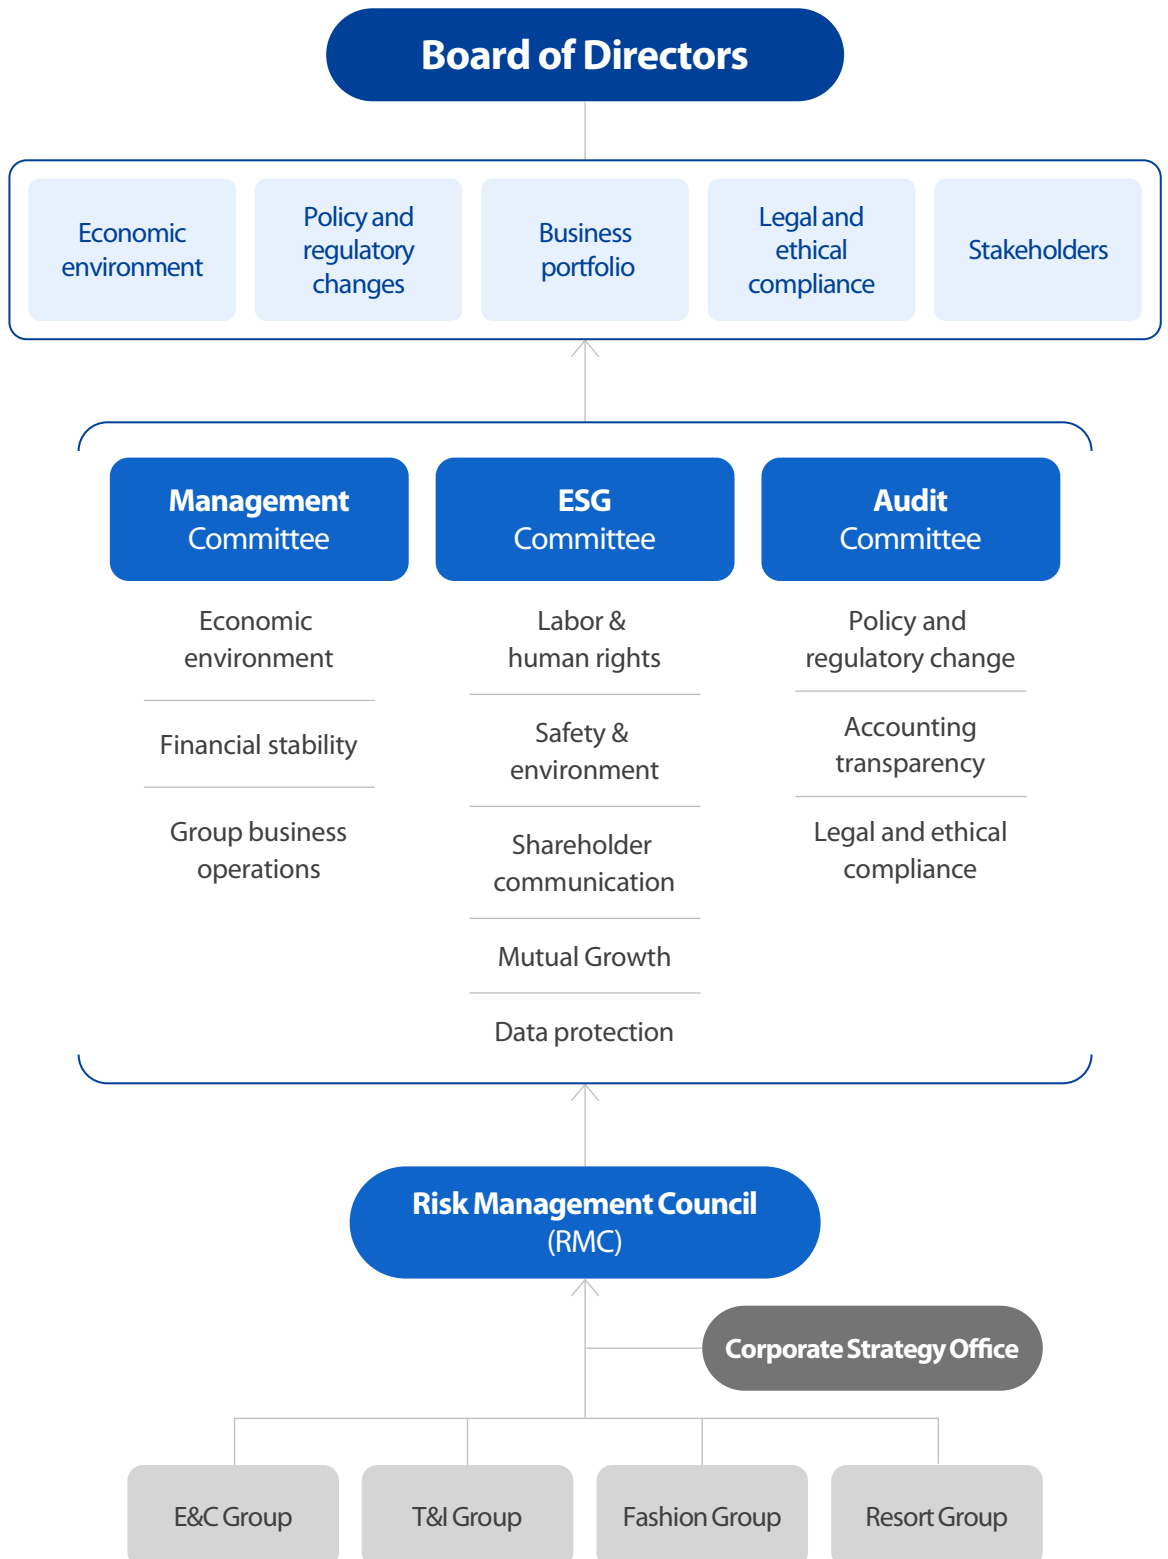 Board of Directors
Economic
environment
Policy and
regulatory
changes
Business
portfolio
Legal and
ethical
compliance
Stakeholders
Management
Committee
Economic
environment
Financial stability
Group business
operations
ESG
Committee
Labor &
human rights
Safety &
environment
Shareholder
communication
Mutual Growth
Data protection
Audit
Committee
Policy and
regulatory change
Accounting
transparency
Legal and ethical
compliance
Risk Management Council
(RMC)
Corporate Strategy Office
E&C Group
T&I Group
Fashion Group
Resort Group